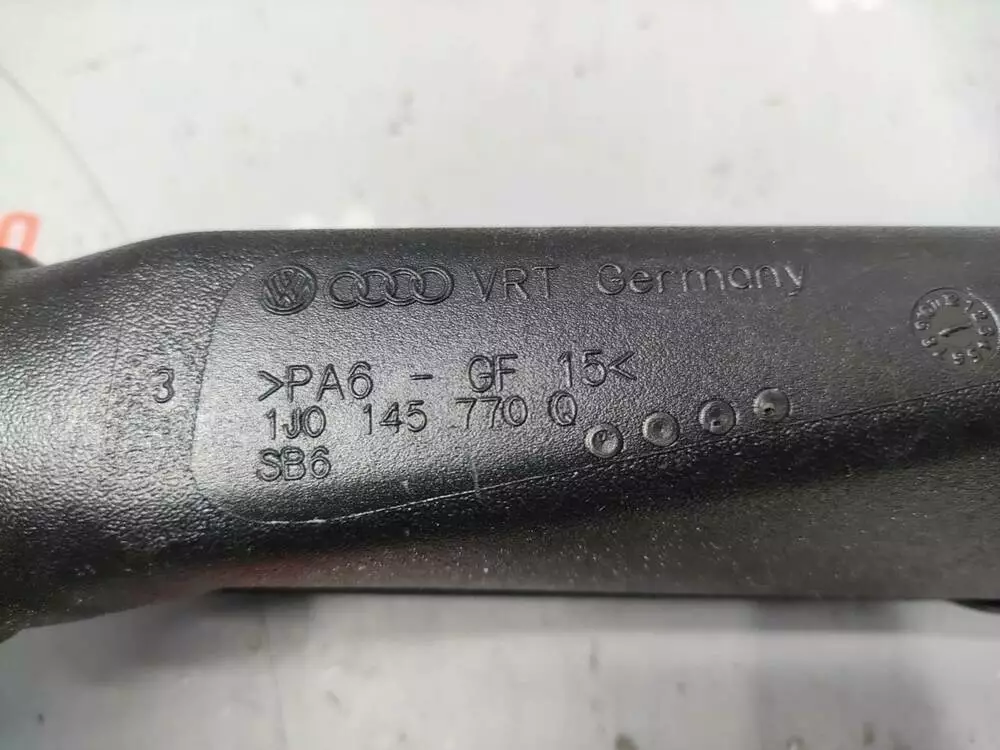 VRT Germany
3
>PA6 - GF 15<
1J0 145 770 Q
SB6